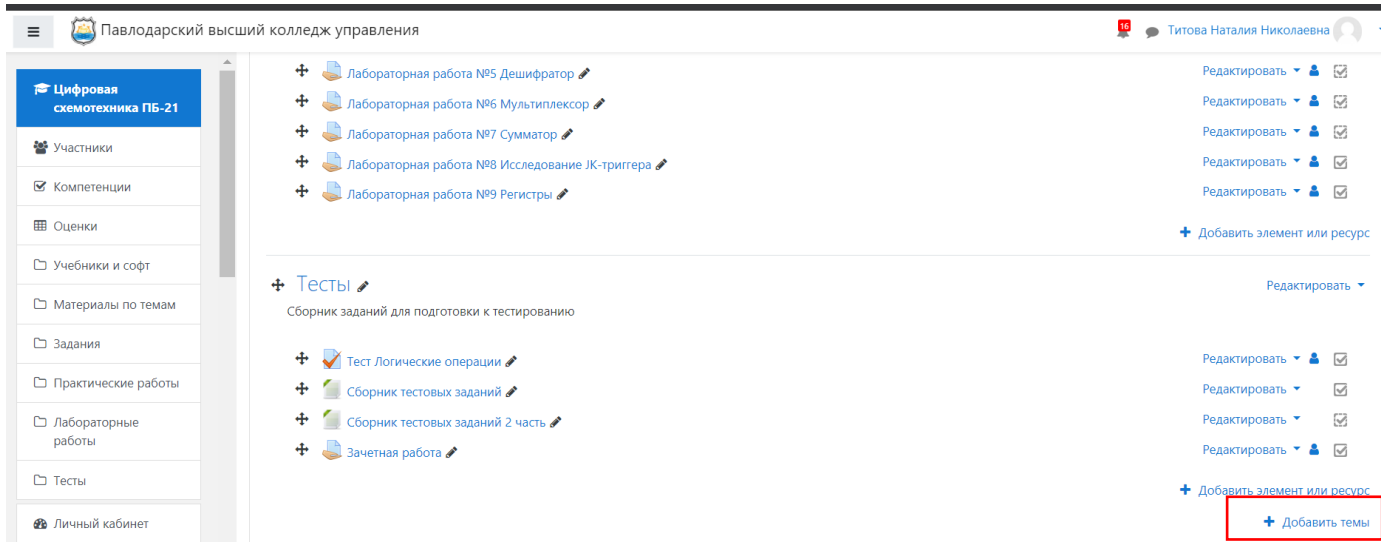 Павлодарский высший колледж управления
16
Титова Наталия Николаевна
Цифровая
схемотехника ПБ-21
Участники
Компетенции
Оценки
Учебники и софт
Материалы по темам
Задания
Практические работы
Лабораторные
работы
Тесты
Личный кабинет
Лабораторная работа №5 Дешифратор Редактировать
Лабораторная работа №6 Мультиплексор Редактировать
Лабораторная работа №7 Сумматор Редактировать
Лабораторная работа №8 Исследование JK-триггера Редактировать
Лабораторная работа №9 Регистры Редактировать
+ Добавить элемент или ресурс
Тесты Редактировать
Сборник заданий для подготовки к тестированию
Тест Логические операции Редактировать
Сборник тестовых заданий Редактировать
Сборник тестовых заданий 2 часть Редактировать
Зачетная работа Редактировать
+ Добавить элемент или ресурс
+ Добавить темы